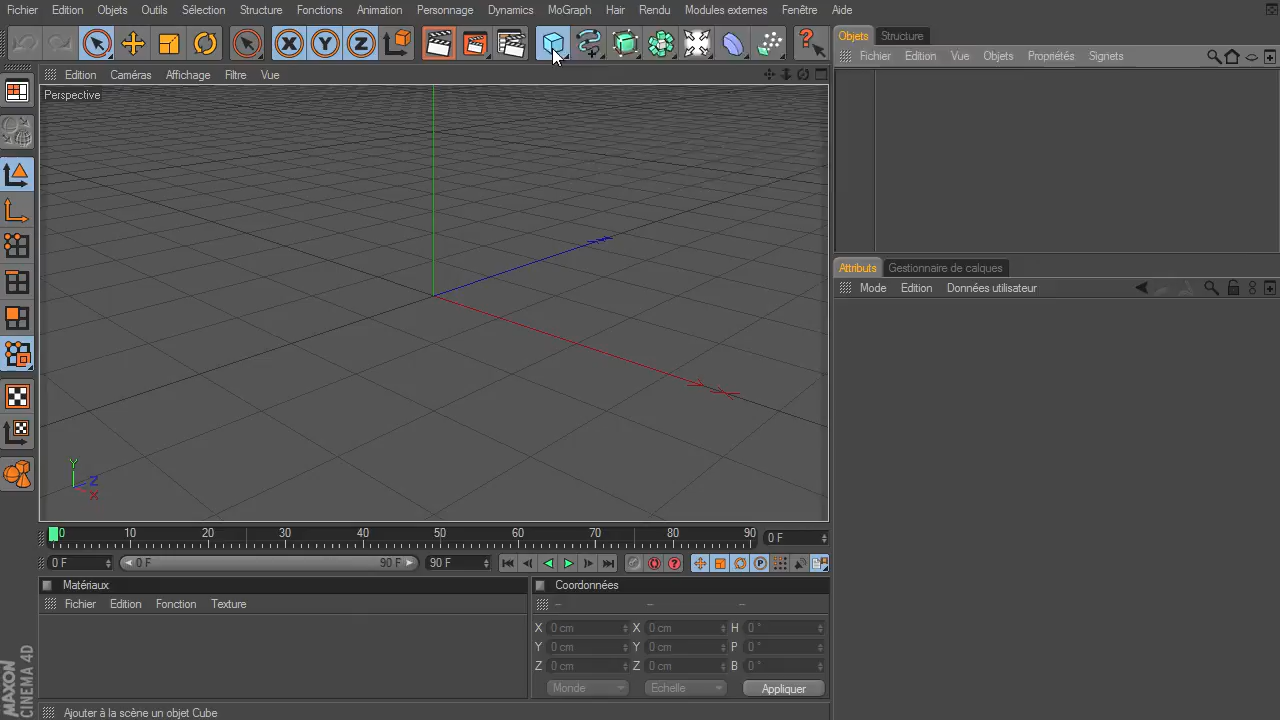 Fichier Edition Objets Outils Sélection Structure Fonctions Animation Personnage Dynamics MoGraph Hair Rendu Modules externes Fenêtre Aide
X Y Z
Objets Structure
Fichier Edition Vue Objets Propriétés Signets
Edition Caméras Affichage Filtre Vue
Perspective
Attributs Gestionnaire de calques
Mode Edition Données utilisateur
Y
Z
X
0 10 20 30 40 50 60 70 80 90 0 F
0 F 0 F 90 F 90 F
Matériaux
Fichier Edition Fonction Texture
Coordonnées
-- -- --
X 0 cm X 0 cm H 0 °
Y 0 cm Y 0 cm P 0 °
Z 0 cm Z 0 cm B 0 °
Monde Echelle Appliquer
MAXON
CINEMA 4D
Ajouter à la scène un objet Cube